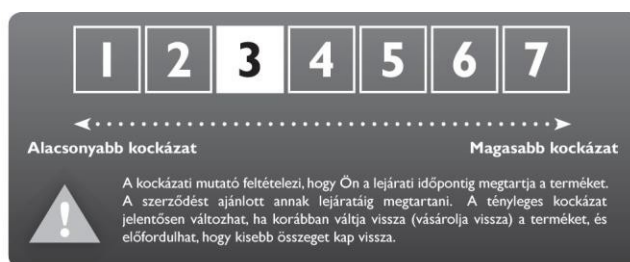 1 2 3 4 5 6 7
Alacsonyabb kockázat Magasabb kockázat
A kockázati mutató feltételezi, hogy Ön a lejárati időpontig megtartja a terméket.
A szerződést ajánlott annak lejáratáig megtartani. A tényleges kockázat
jelentősen változhat, ha korábban váltja vissza (vásárolja vissza) a terméket, és
előfordulhat, hogy kisebb összeget kap vissza.